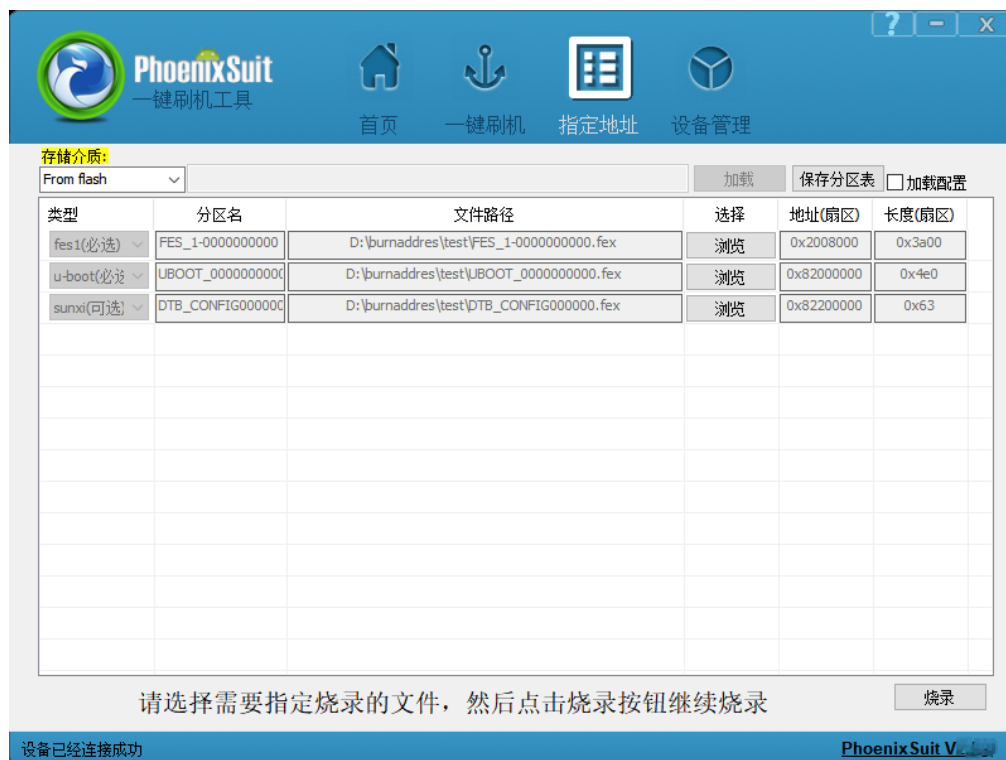 ? - X
PhoenixSuit
一键刷机工具
首页 一键刷机 指定地址 设备管理
存储介质:
From flash 加载 保存分区表 加载配置
类型 分区名 文件路径 选择 地址(扇区) 长度(扇区)
fes1(必选) FES_1-0000000000 D:\burnaddres\test\FES_1-0000000000.fex 浏览 0x2008000 0x3a00
u-boot(必选 UBOOT_0000000000 D:\burnaddres\test\UBOOT_0000000000.fex 浏览 0x82000000 0x4e0
sunxi(可选) DTB_CONFIG000000 D:\burnaddres\test\DTB_CONFIG000000.fex 浏览 0x82200000 0x63
请选择需要指定烧录的文件，然后点击烧录按钮继续烧录
烧录
设备已经连接成功 PhoenixSuit